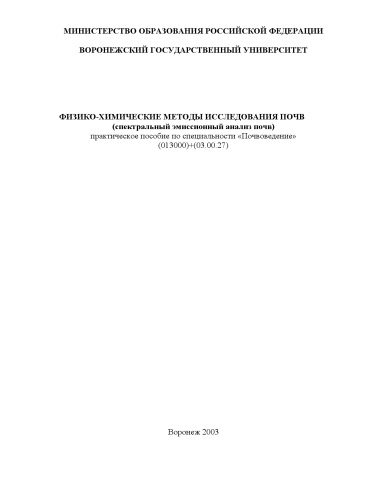 МИНИСТЕРСТВО ОБРАЗОВАНИЯ РОССИЙСКОЙ ФЕДЕРАЦИИ
ВОРОНЕЖСКИЙ ГОСУДАРСТВЕННЫЙ УНИВЕРСИТЕТ
ФИЗИКО-ХИМИЧЕСКИЕ МЕТОДЫ ИССЛЕДОВАНИЯ ПОЧВ
(спектральный эмиссионный анализ почв)
практическое пособие по специальности «Почвоведение»
(013000)+(03.00.27)
Воронеж 2003